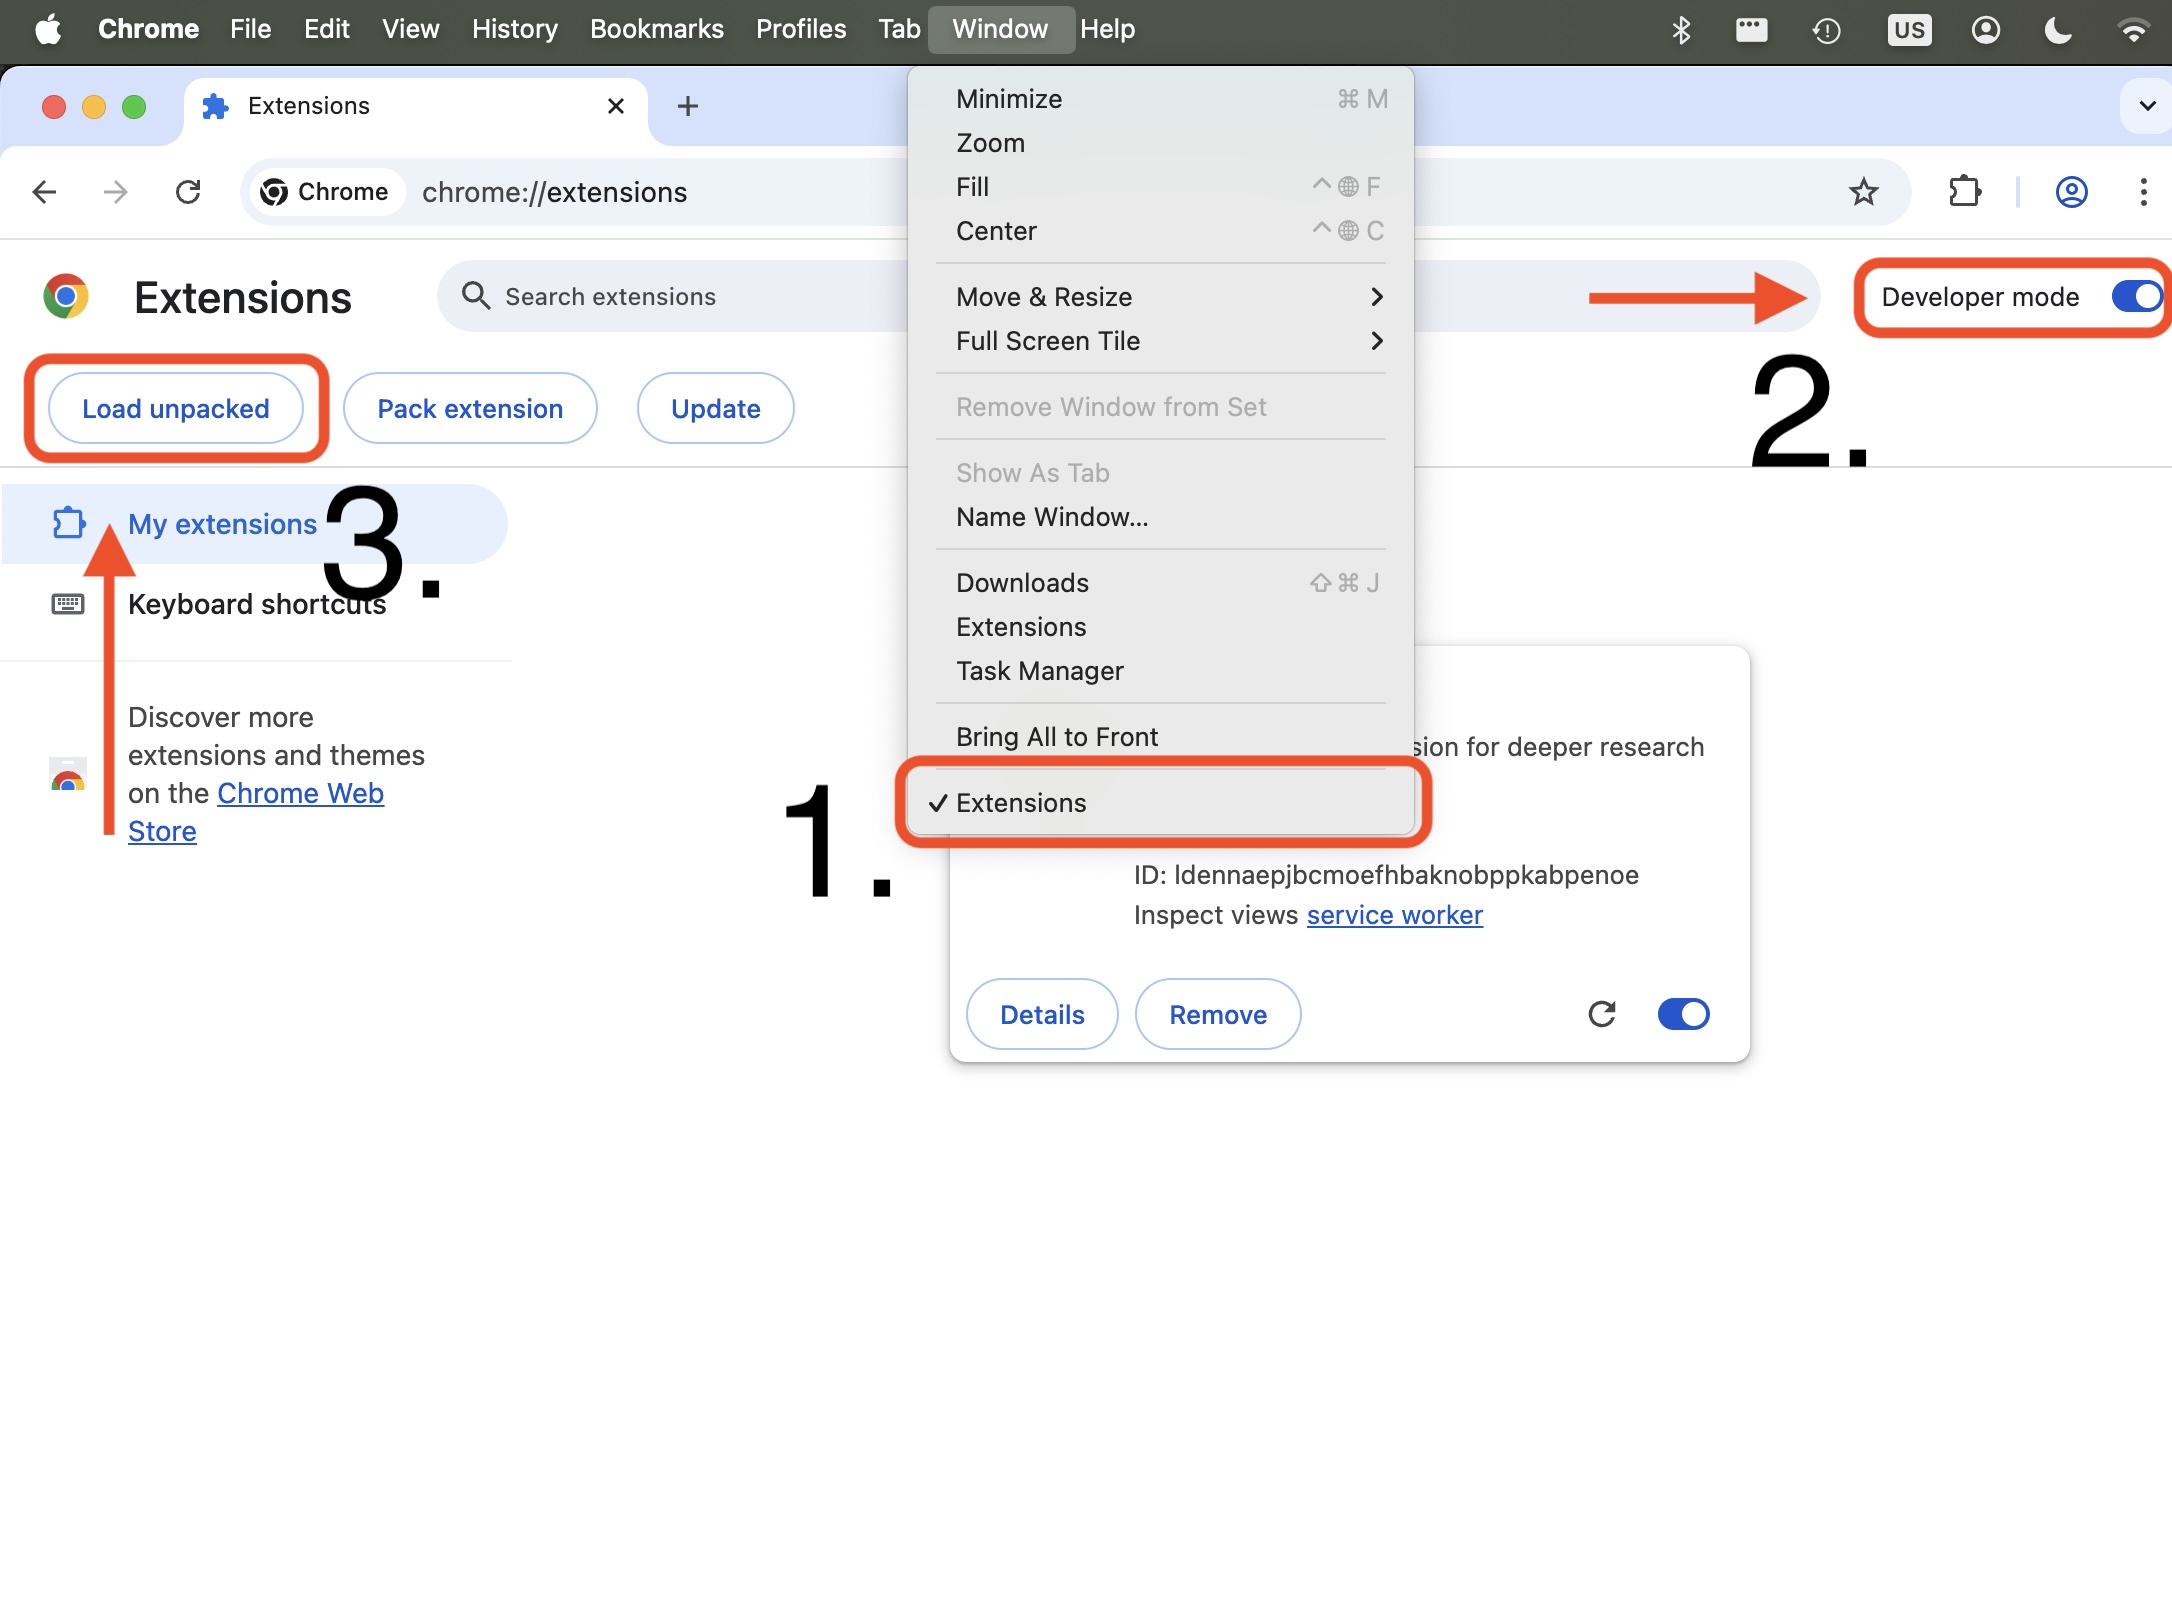 Chrome File Edit View History Bookmarks Profiles Tab Window Help US
Extensions
Chrome chrome://extensions
Extensions
Search extensions
Developer mode
Load unpacked
Pack extension
Update
2.
My extensions
3.
Keyboard shortcuts
Discover more
extensions and themes
on the Chrome Web
Store
Minimize ⌘ M
Zoom
Fill ^ F
Center ^ C
Move & Resize
Full Screen Tile
Remove Window from Set
Show As Tab
Name Window...
Downloads ⇧ ⌘ J
Extensions
Task Manager
Bring All to Front
✓ Extensions
1.
sion for deeper research
ID: ldennaepjbcmoefhbaknobppkabpenoe
Inspect views service worker
Details
Remove